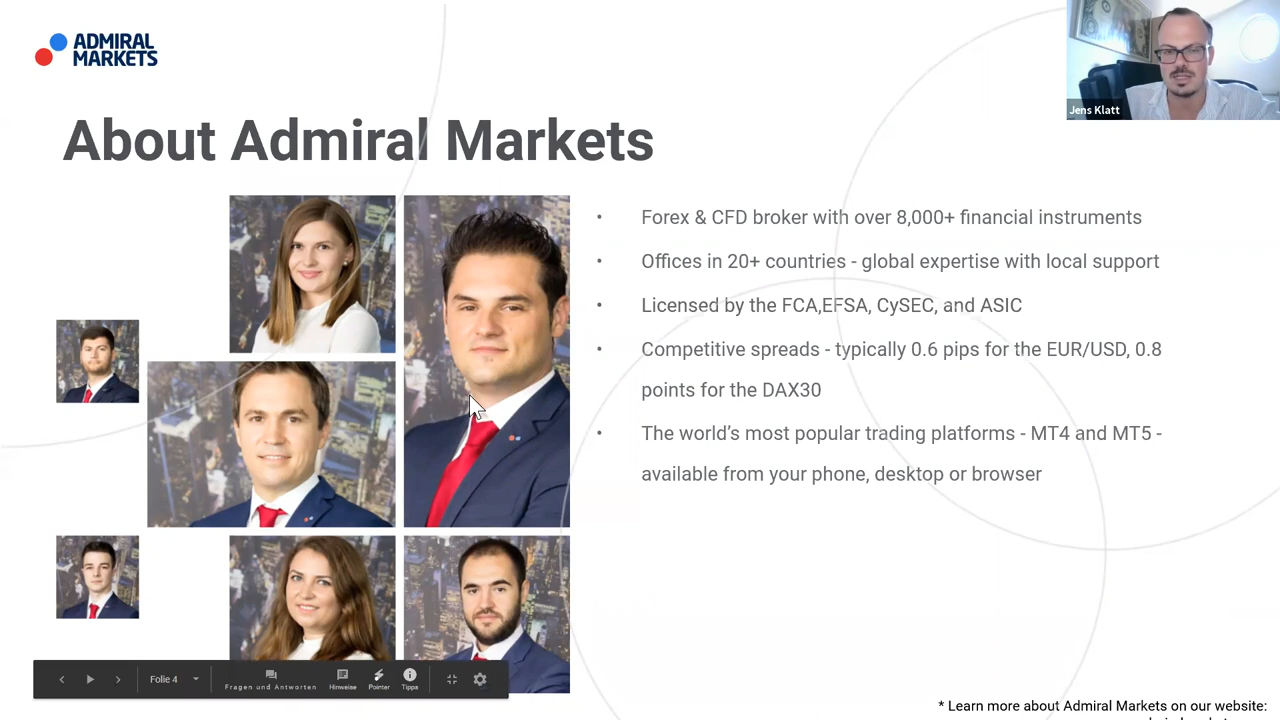 ADMIRAL
MARKETS
Jens Klatt
About Admiral Markets
• Forex & CFD broker with over 8,000+ financial instruments
• Offices in 20+ countries - global expertise with local support
• Licensed by the FCA,EFSA, CySEC, and ASIC
• Competitive spreads - typically 0.6 pips for the EUR/USD, 0.8
points for the DAX30
• The world’s most popular trading platforms - MT4 and MT5 -
available from your phone, desktop or browser
Folie 4
Fragen und Antworten
Hinweise
Pointer
Tipps
* Learn more about Admiral Markets on our website: